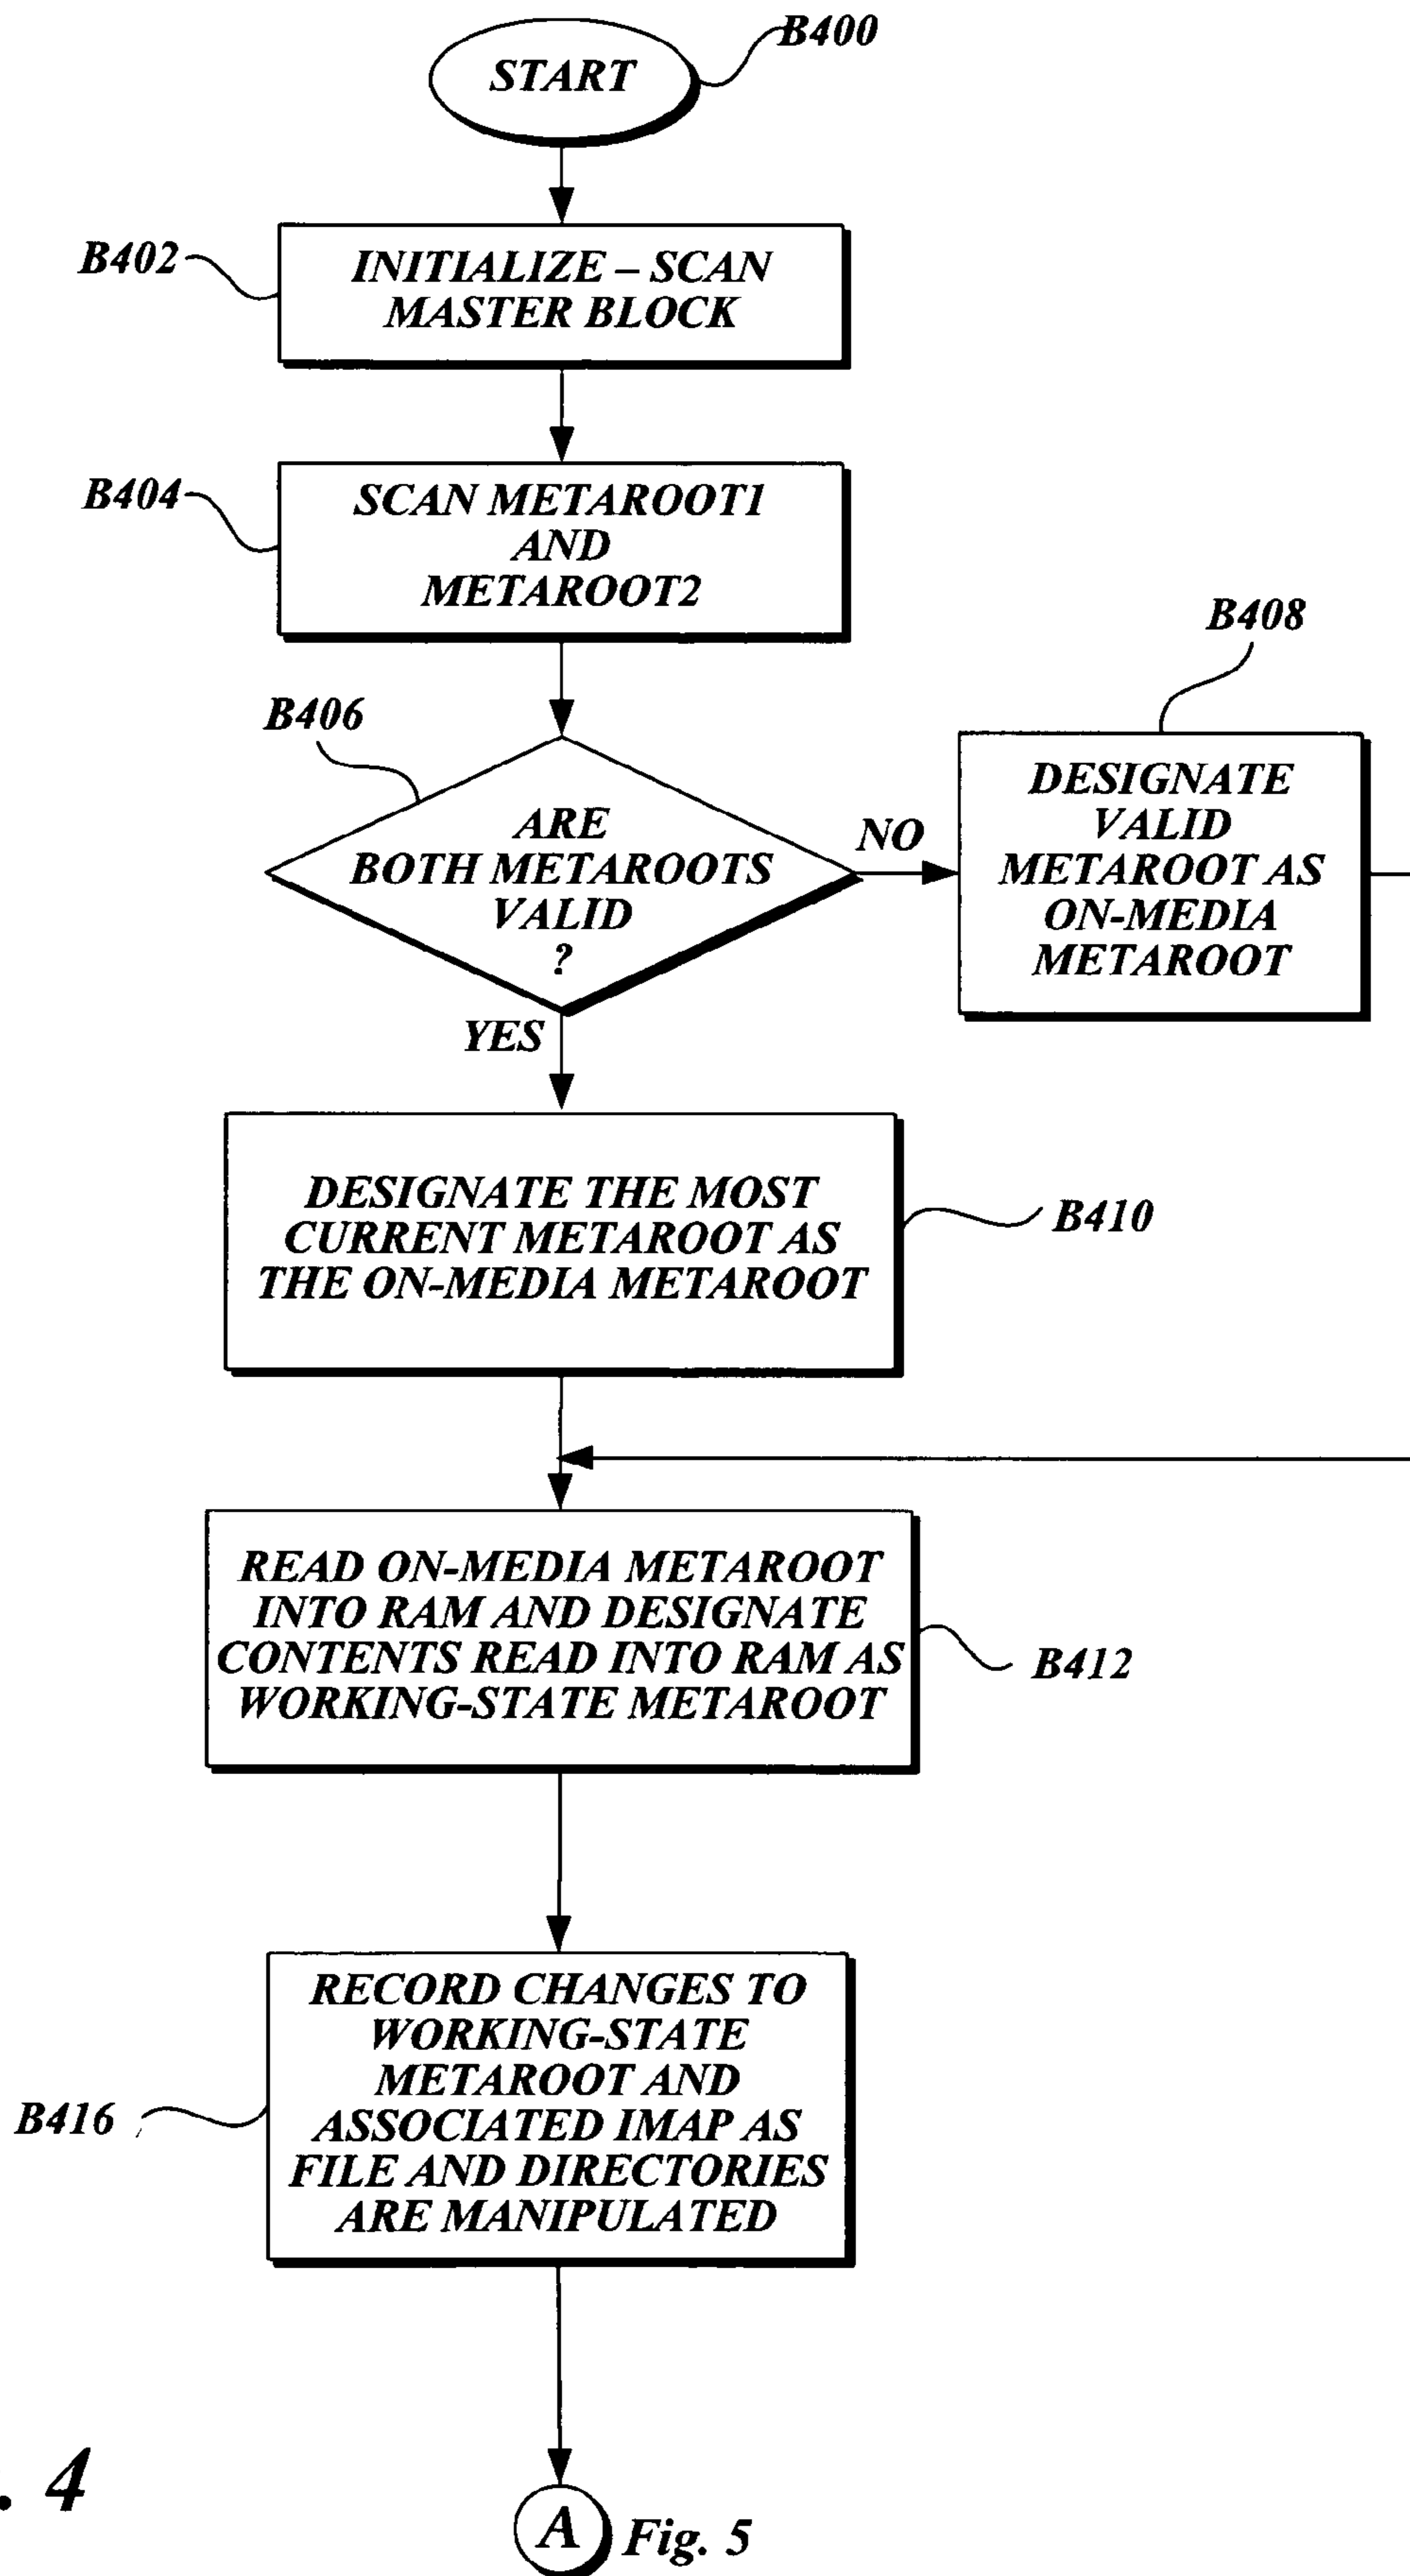 START
B400
B402
INITIALIZE – SCAN
MASTER BLOCK
B404
SCAN METAROOT1
AND
METAROOT2
B406
ARE
BOTH METAROOTS
VALID
?
NO
YES
B408
DESIGNATE
VALID
METAROOT AS
ON-MEDIA
METAROOT
DESIGNATE THE MOST
CURRENT METAROOT AS
THE ON-MEDIA METAROOT
B410
READ ON-MEDIA METAROOT
INTO RAM AND DESIGNATE
CONTENTS READ INTO RAM AS
WORKING-STATE METAROOT
B412
RECORD CHANGES TO
WORKING-STATE
METAROOT AND
ASSOCIATED IMAP AS
FILE AND DIRECTORIES
ARE MANIPULATED
B416
. 4
A
Fig. 5